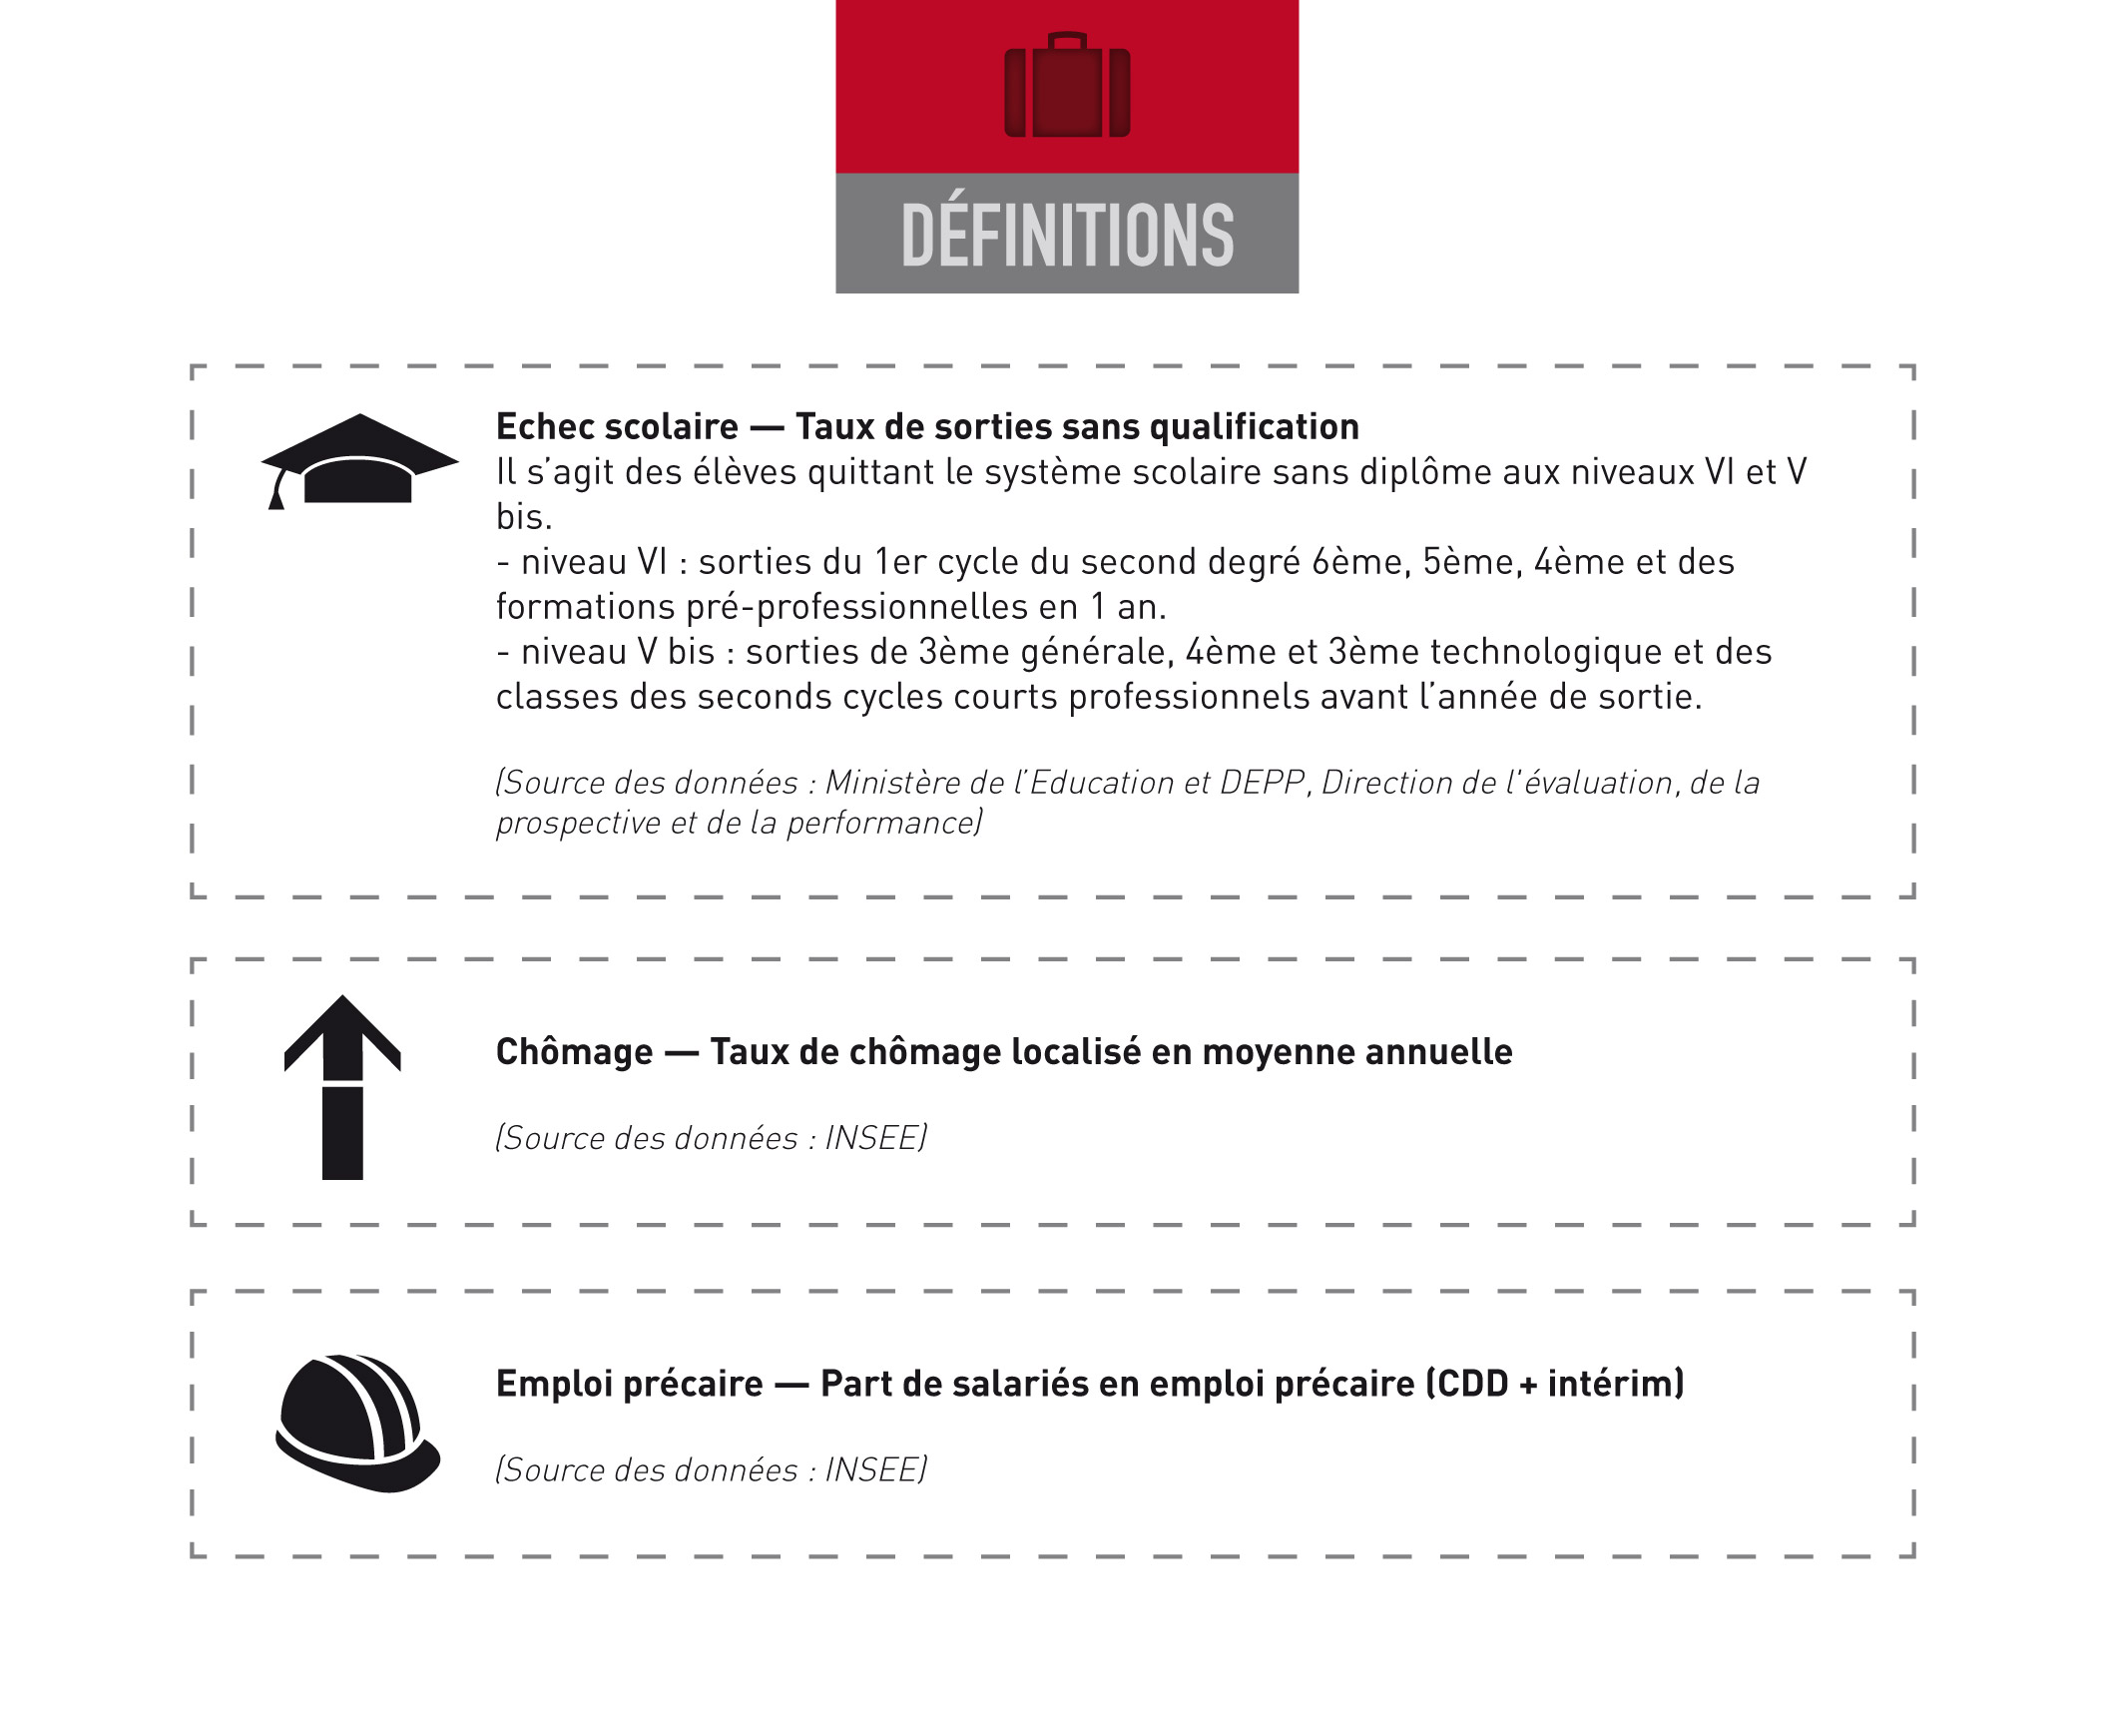 DÉFINITIONS
Echec scolaire — Taux de sorties sans qualification
Il s’agit des élèves quittant le système scolaire sans diplôme aux niveaux VI et V
bis.
- niveau VI : sorties du 1er cycle du second degré 6ème, 5ème, 4ème et des
formations pré-professionnelles en 1 an.
- niveau V bis : sorties de 3ème générale, 4ème et 3ème technologique et des
classes des seconds cycles courts professionnels avant l’année de sortie.
(Source des données : Ministère de l’Education et DEPP, Direction de l'évaluation, de la
prospective et de la performance)
Chômage — Taux de chômage localisé en moyenne annuelle
(Source des données : INSEE)
Emploi précaire — Part de salariés en emploi précaire (CDD + intérim)
(Source des données : INSEE)